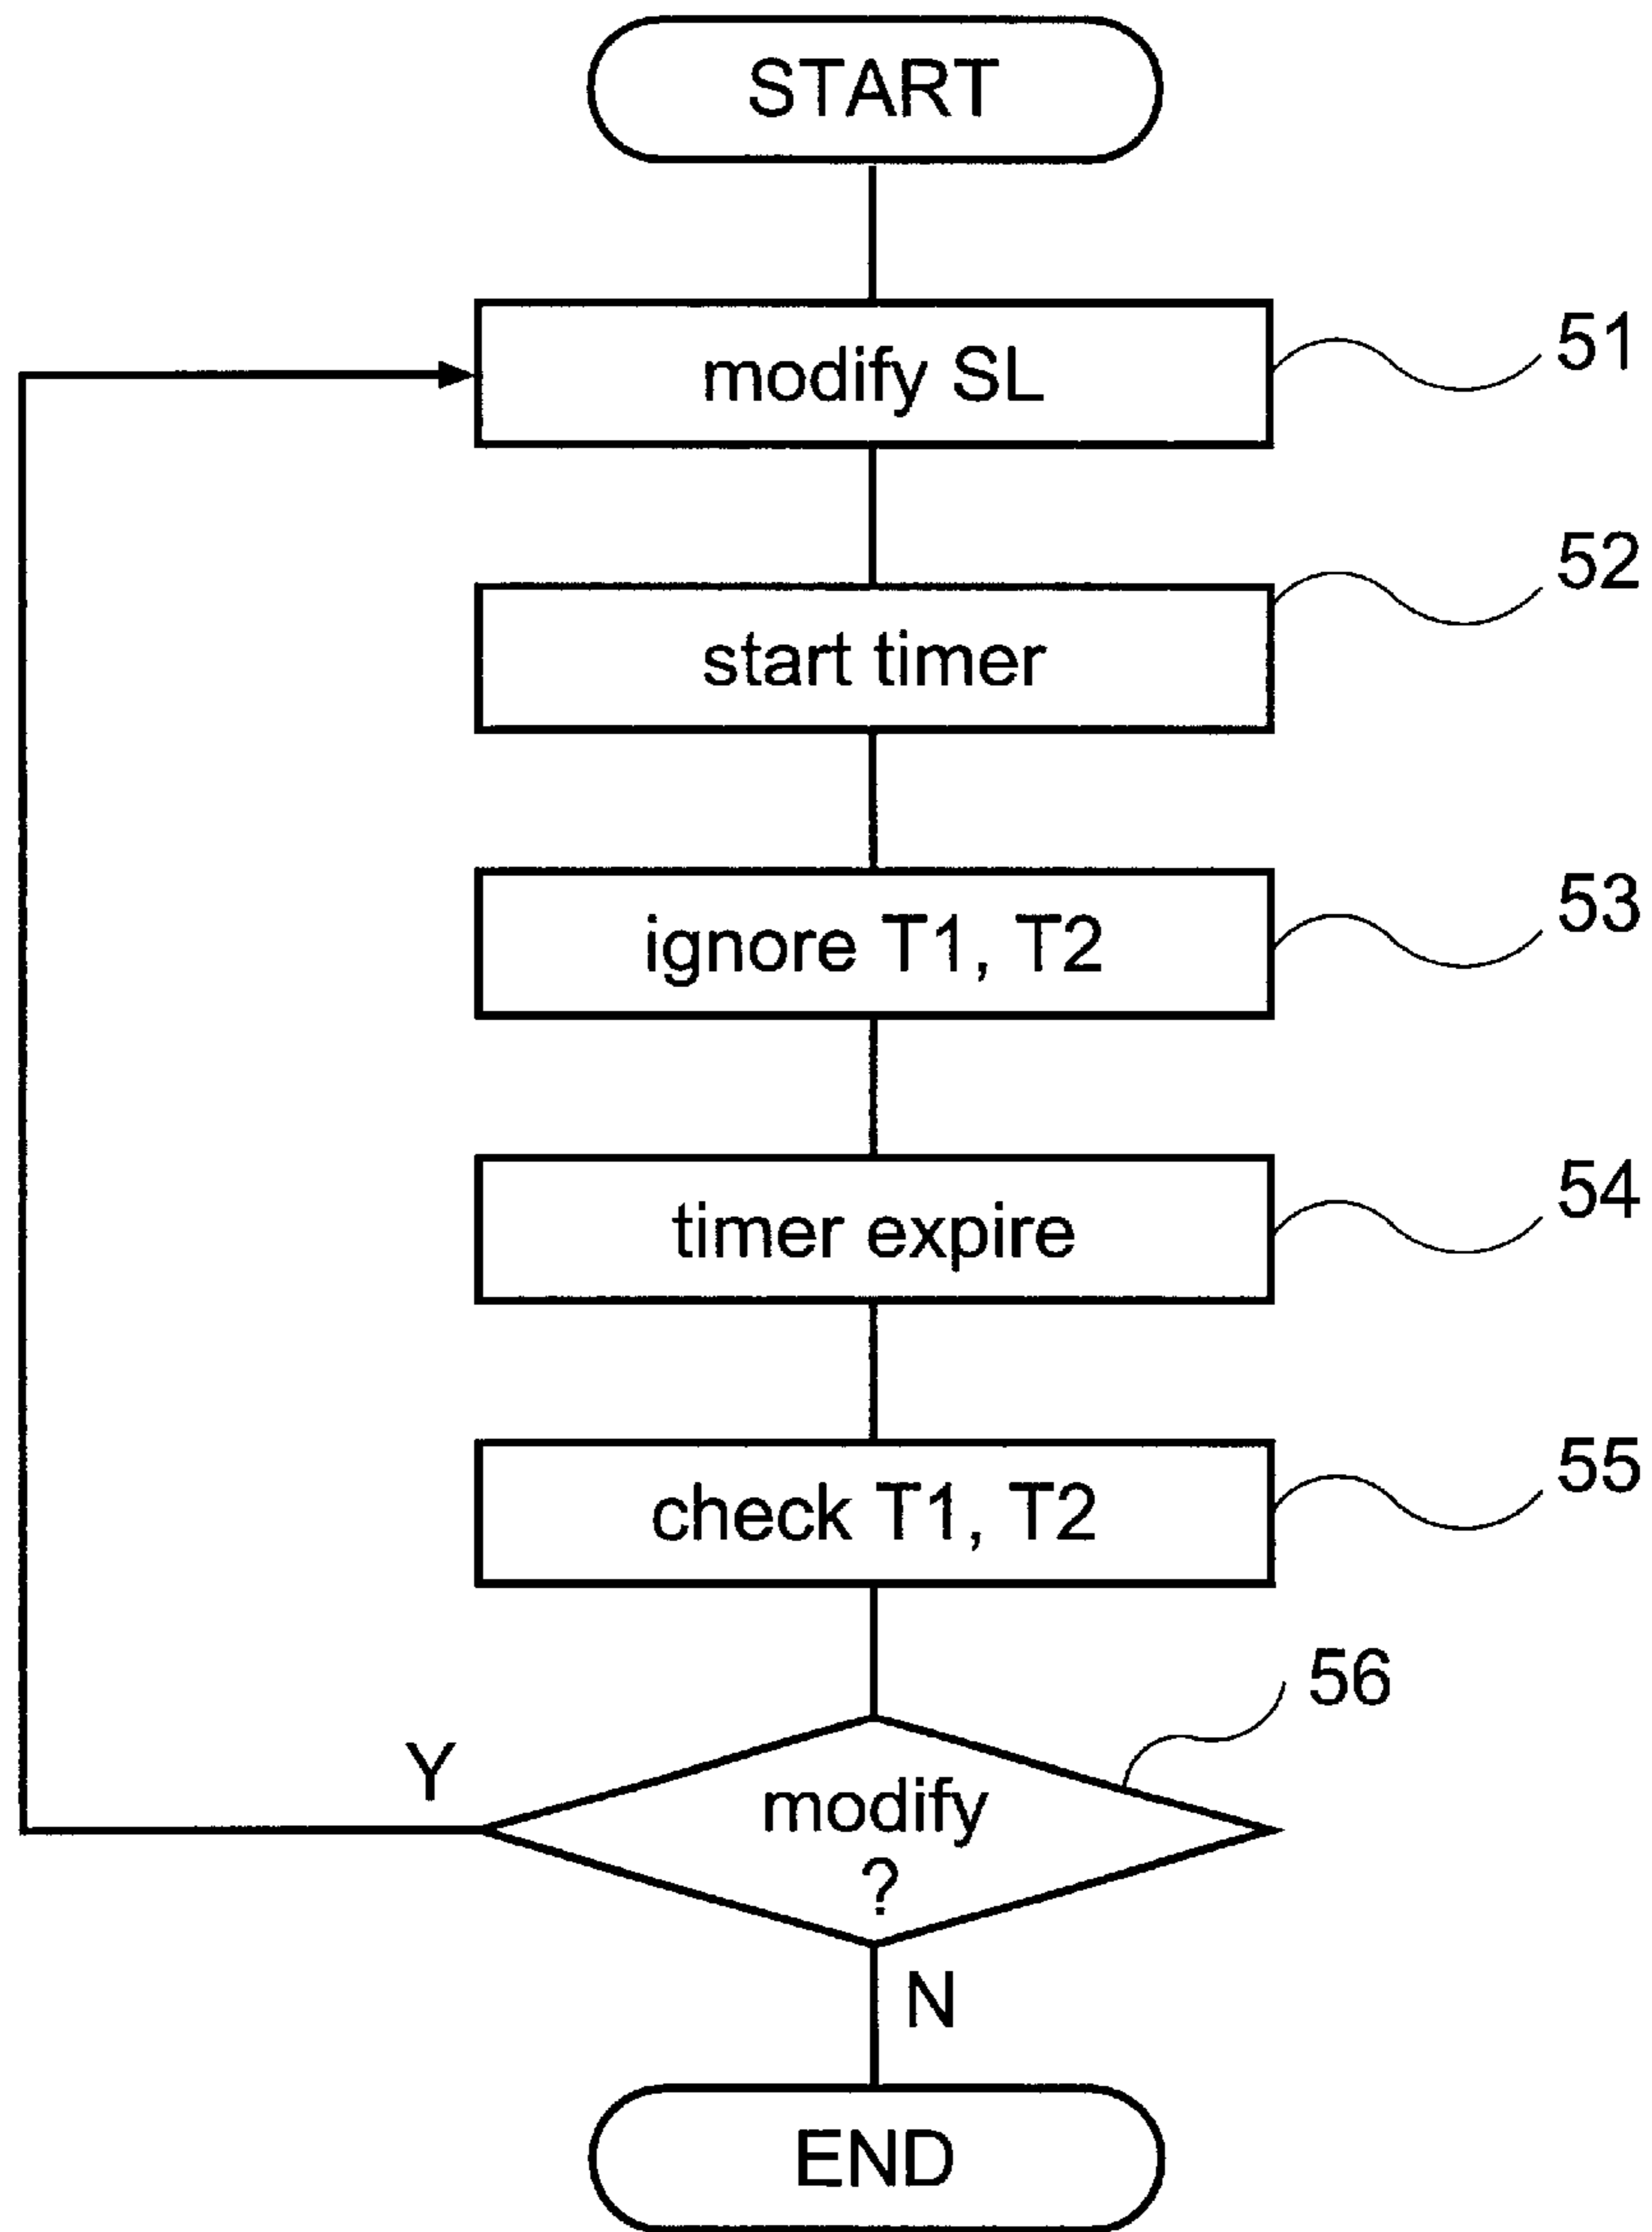 START
modify SL
51
start timer
52
ignore T1, T2
53
timer expire
54
check T1, T2
55
56
Y
modify
?
N
END